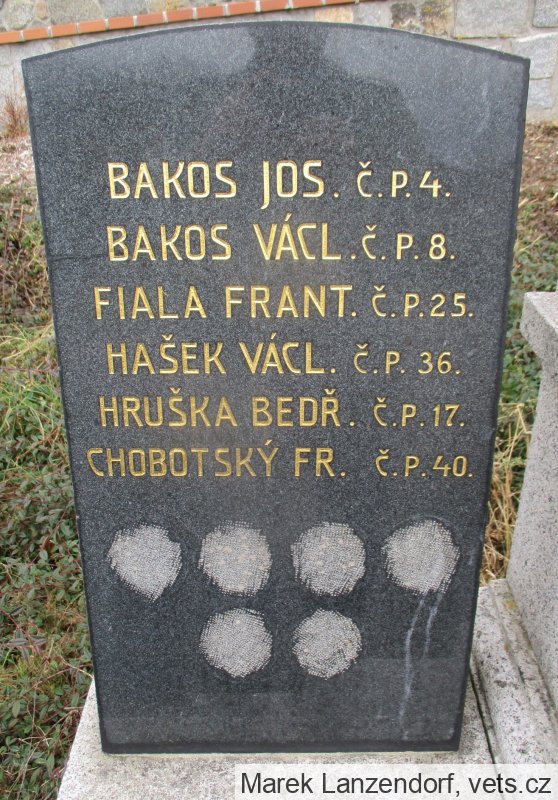 BAKOS JOS. Č.P. 4.
BAKOS VÁCL. Č.P. 8.
FIALA FRANT. Č.P. 25.
HAŠEK VÁCL. Č.P. 36.
HRUŠKA BEDŘ. Č.P. 17.
CHOBOTSKÝ FR. Č.P. 40.
Marek Lanzendorf, vets.cz